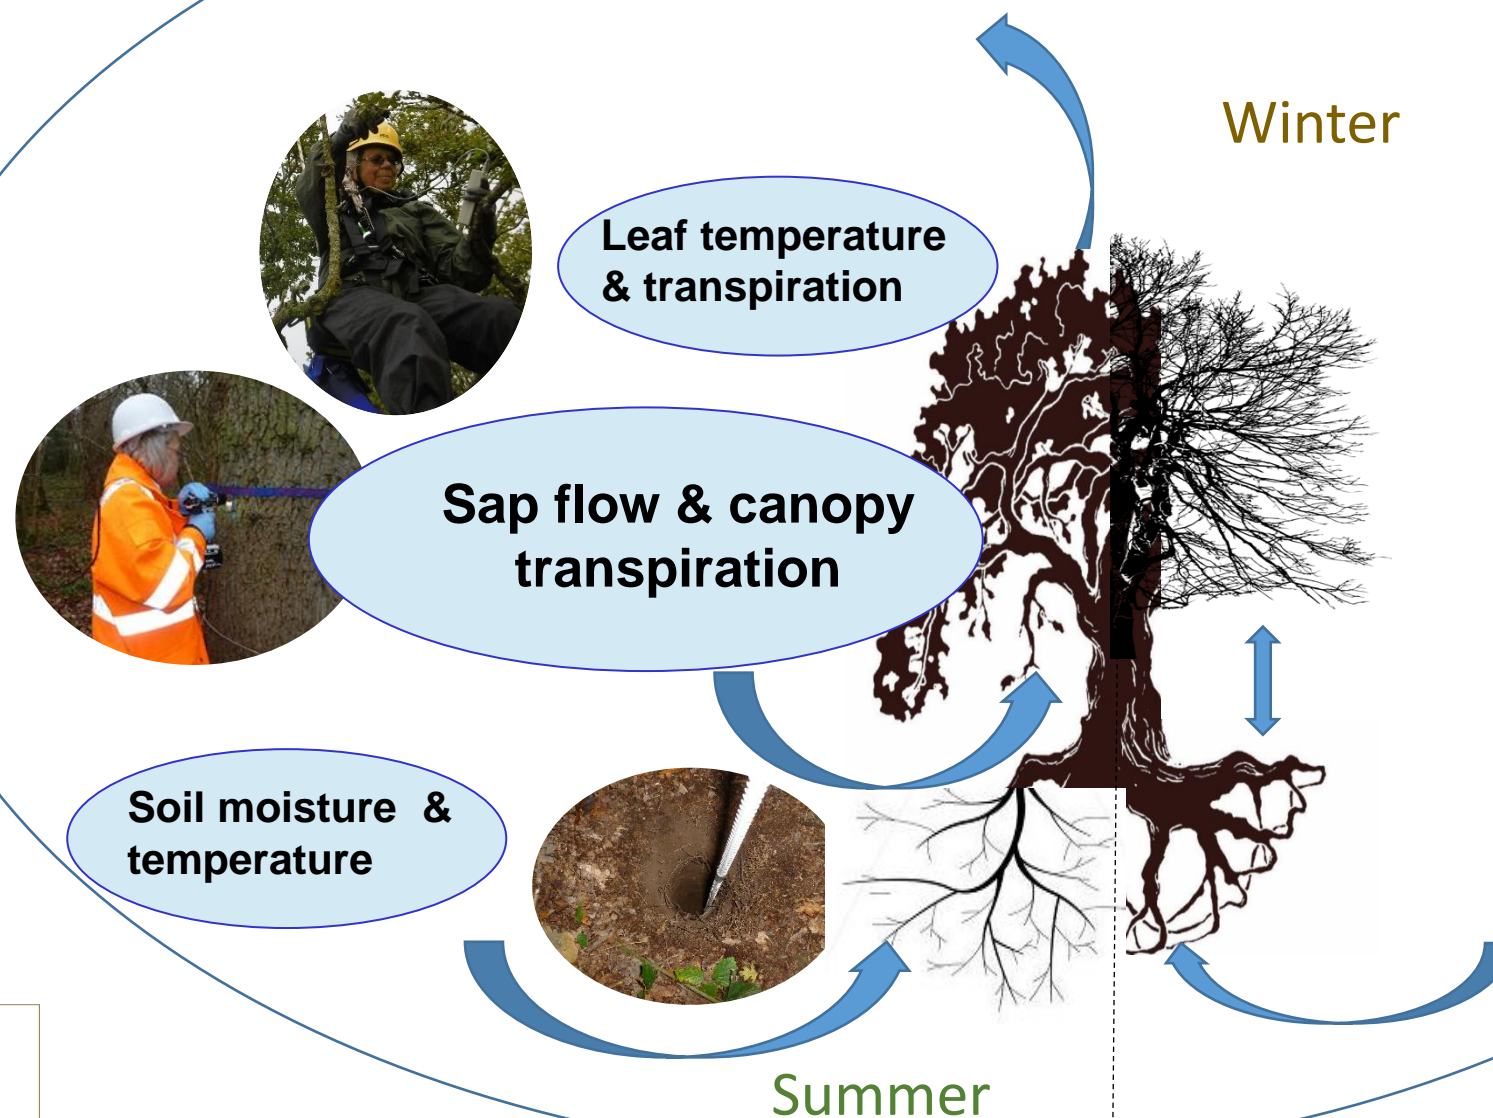 Winter
Leaf temperature
& transpiration
Sap flow & canopy
transpiration
Soil moisture &
temperature
Summer